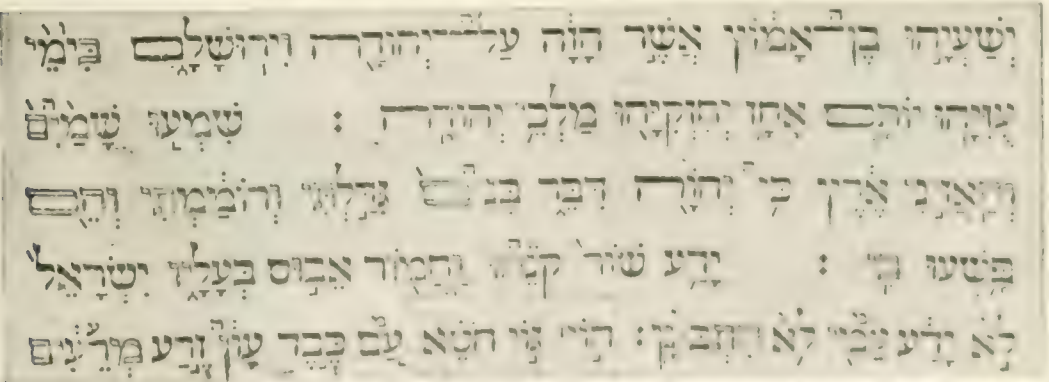 ישעיהו בן־אמוץ אשר חזה על־יהודה וירושלם בימי
עזיהו יותם אחז יחזקיהו מלכי יהודה :   שמעו שמים
והאזיני ארץ כי יהוה דבר בנים גדלתי ורוממתי והם
פשעו בי :   ידע שור קנהו וחמור אבוס בעליו ישראל
לא ידע עמי לא התבונן : הוי גוי חטא עם כבד עון זרע מרעים